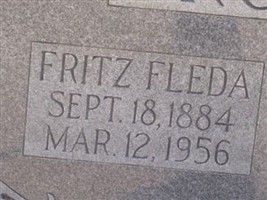 FRITZ FLEDA
SEPT. 18, 1884
MAR. 12, 1956